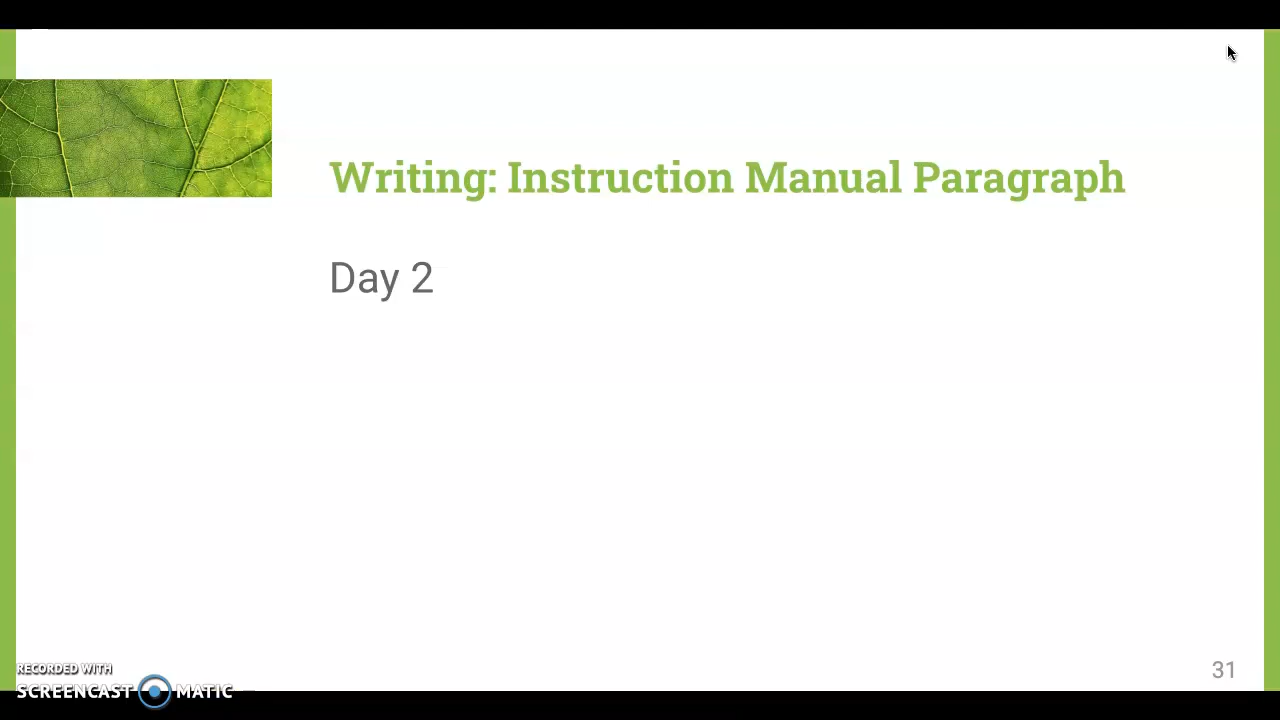 Writing: Instruction Manual Paragraph
Day 2
RECORDED WITH
SCREENCAST MATIC
31